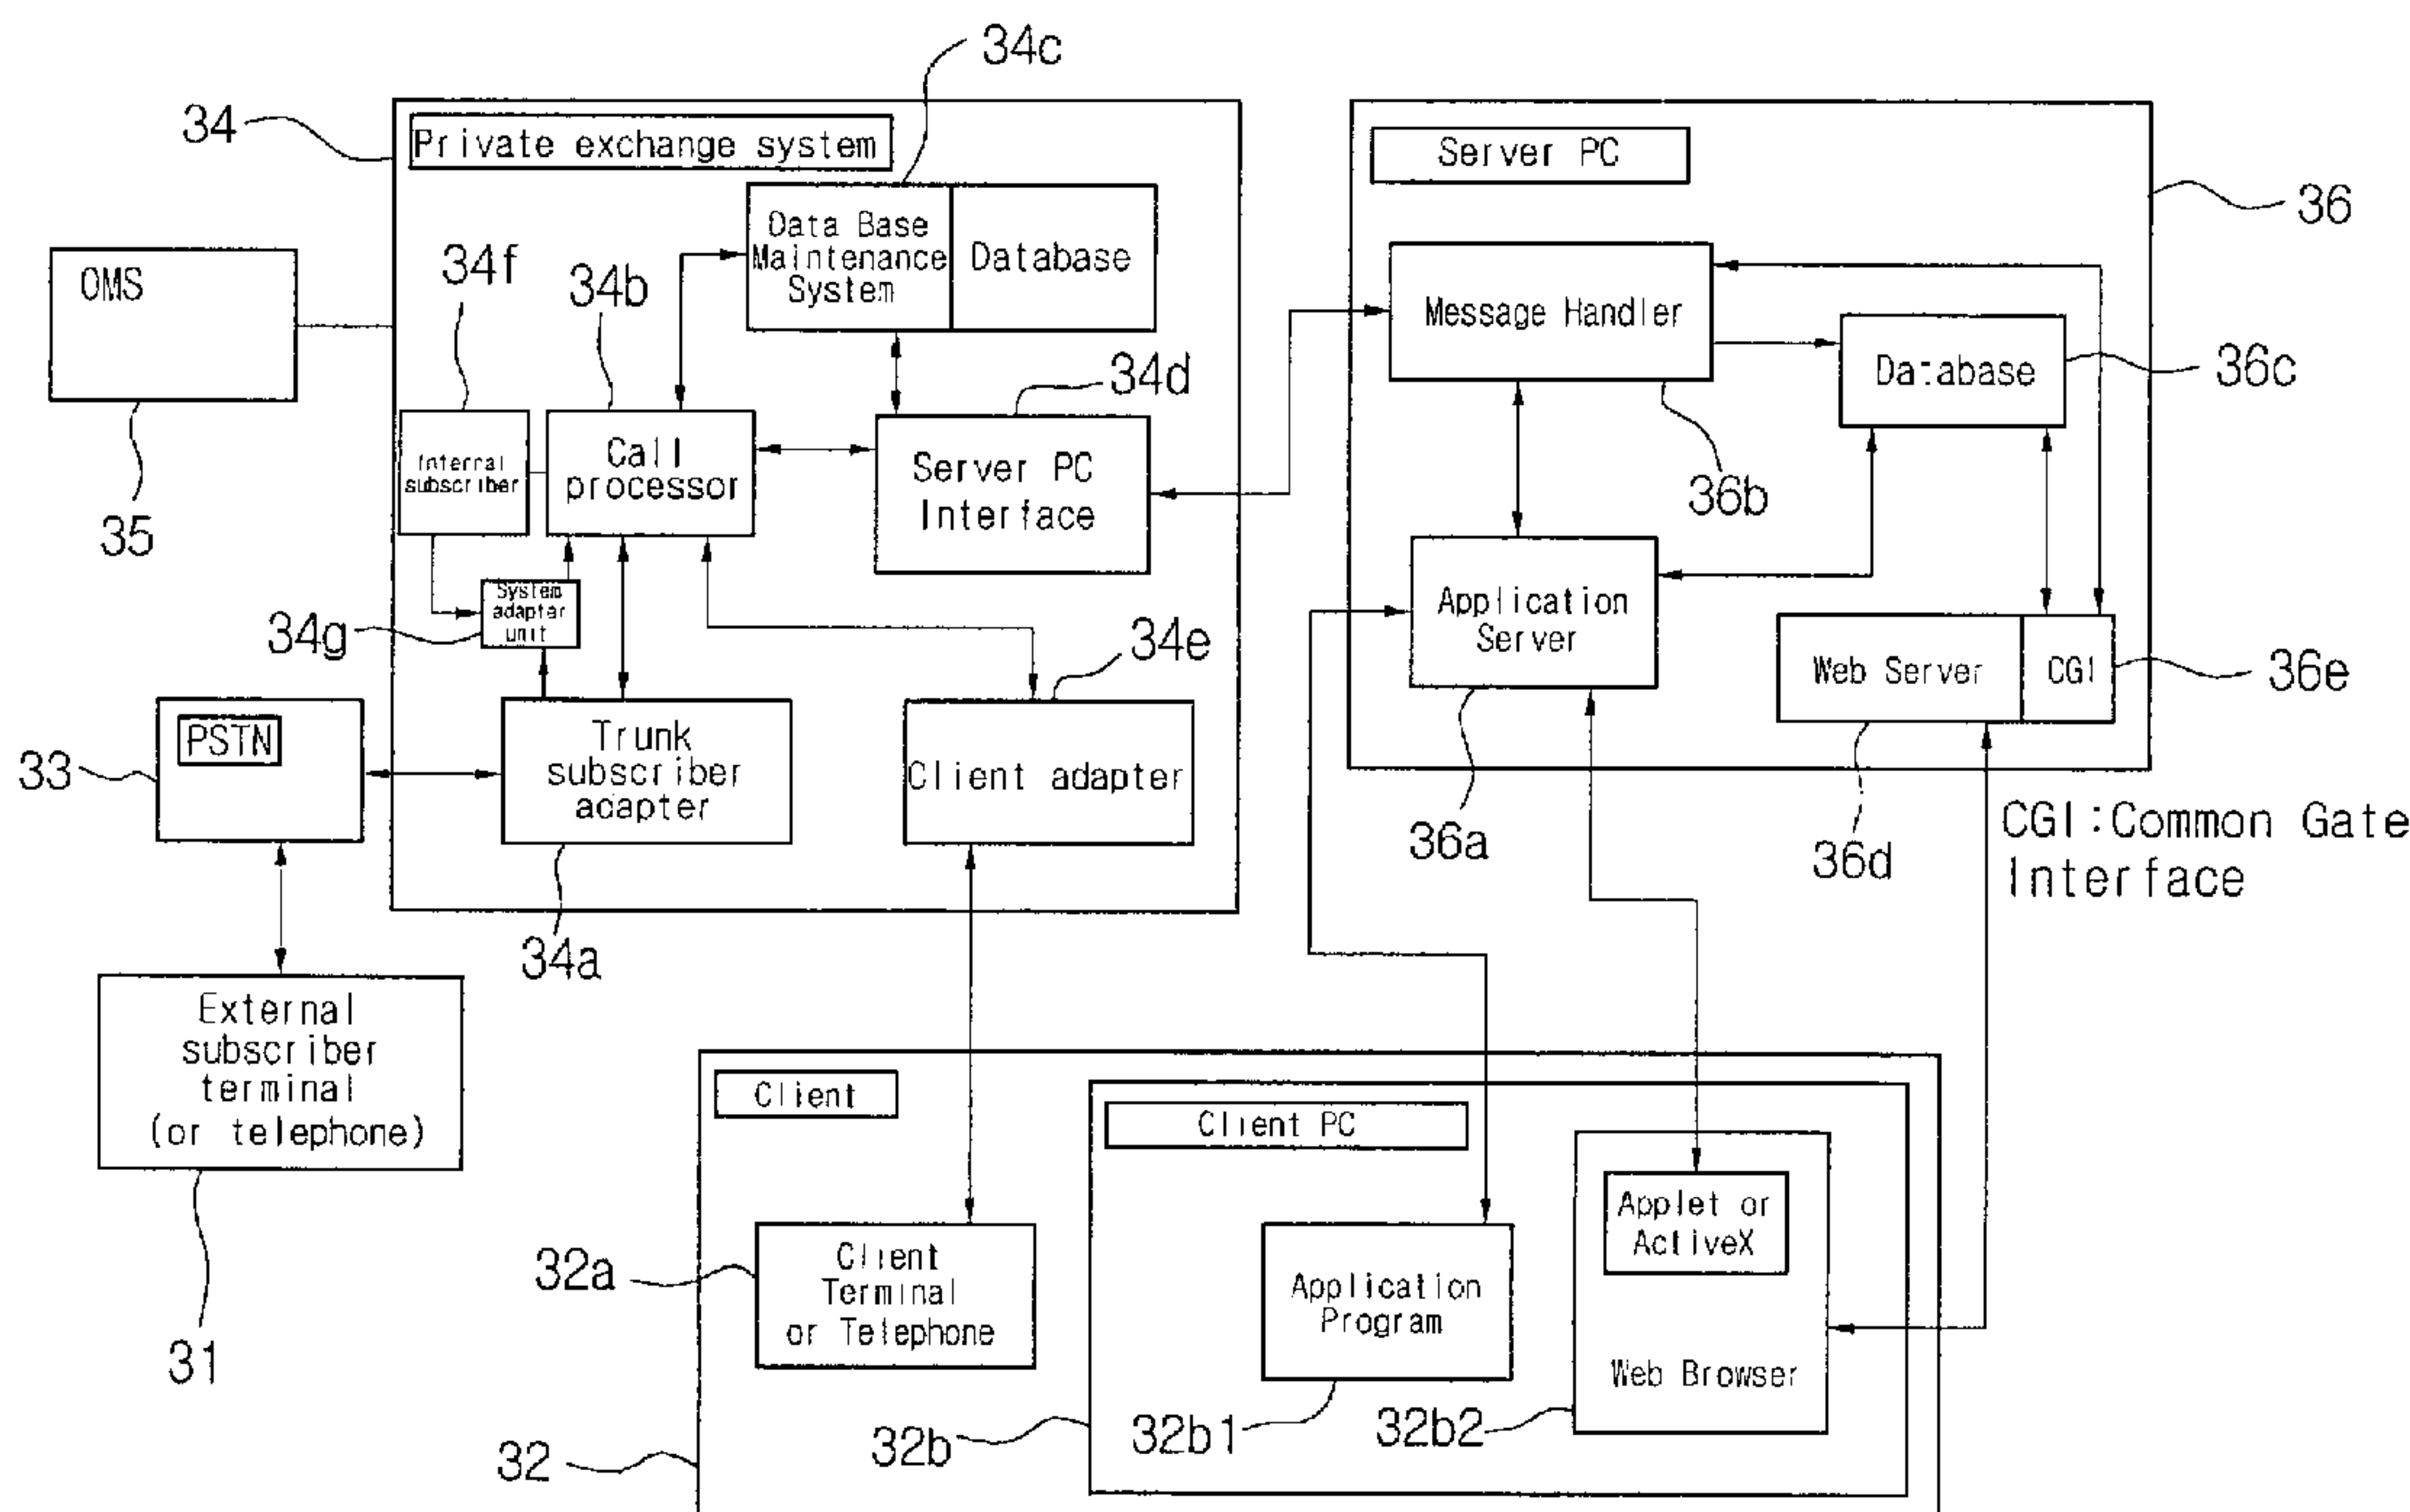 34c
34
Private exchange system
Server PC
36
Data Base
Maintenance
System
Database
OMS
34f
34b
Message Handler
Database
36c
34d
Internal
subscriber
Call
processor
Server PC
Interface
36b
35
System
adapter
unit
34g
34e
Application
Server
Web Server
CGI
36e
PSTN
33
Trunk
subscriber
adapter
Client adapter
36a
36d
CGI:Common Gate
Interface
34a
External
subscriber
terminal
(or telephone)
31
Client
Client PC
Applet or
ActiveX
32a
Client
Terminal
or Telephone
Application
Program
Web Browser
32b1
32b2
32b
32